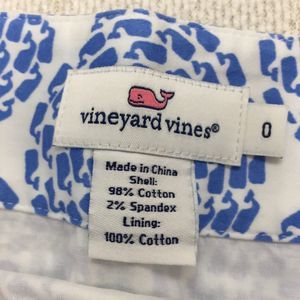 vineyard vines®
0
Made in China
Shell:
98% Cotton
2% Spandex
Lining:
100% Cotton